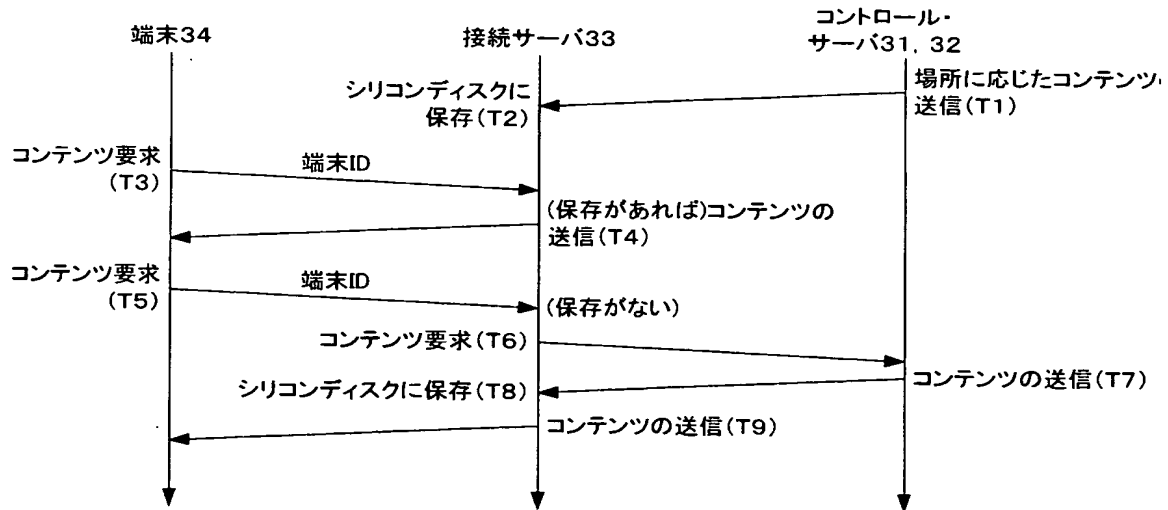 端末34
接続サーバ33
コントロール・
サーバ31, 32
場所に応じたコンテンツの
送信(T1)
シリコンディスクに
保存(T2)
コンテンツ要求
(T3)
端末ID
(保存があれば)コンテンツの
送信(T4)
コンテンツ要求
(T5)
端末ID
(保存がない)
コンテンツ要求(T6)
コンテンツの送信(T7)
シリコンディスクに保存(T8)
コンテンツの送信(T9)